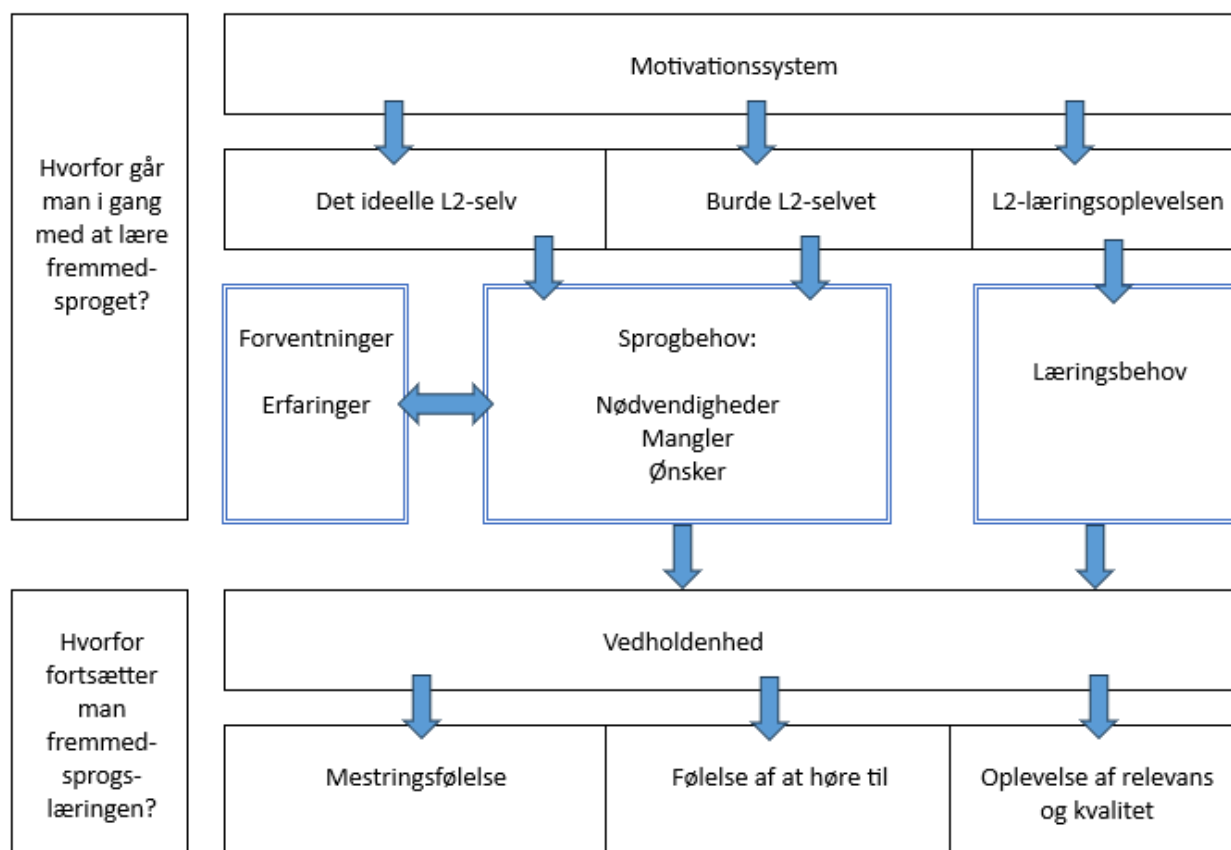 Hvorfor går
man i gang
med at lære
fremmed-
sproget?
Motivationssystem
Det ideelle L2-selv
Burde L2-selvet
L2-læringsoplevelsen
Forventninger
Erfaringer
Sprogbehov:
Nødvendigheder
Mangler
Ønsker
Læringsbehov
Hvorfor
fortsætter
man
fremmed-
sprogs-
læringen?
Vedholdenhed
Mestringsfølelse
Følelse af at høre til
Oplevelse af relevans
og kvalitet